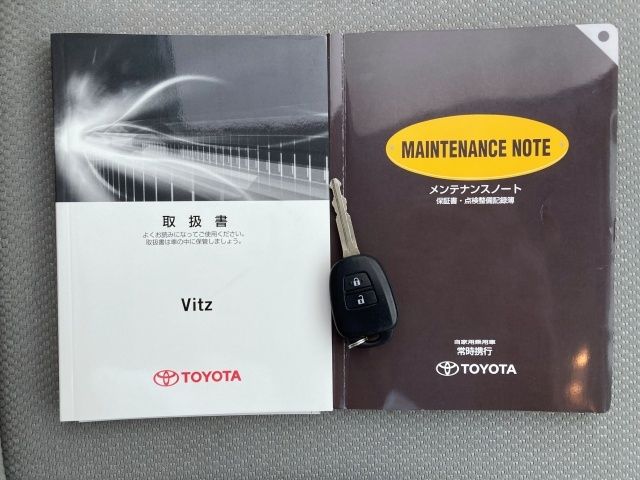 取扱書
よくお読みになってご使用ください。
取扱書は車の中に保管しましょう。
Vitz
TOYOTA
MAINTENANCE NOTE
メンテナンスノート
保証書・点検整備記録簿
自家用乗用車
常時携行
TOYOTA